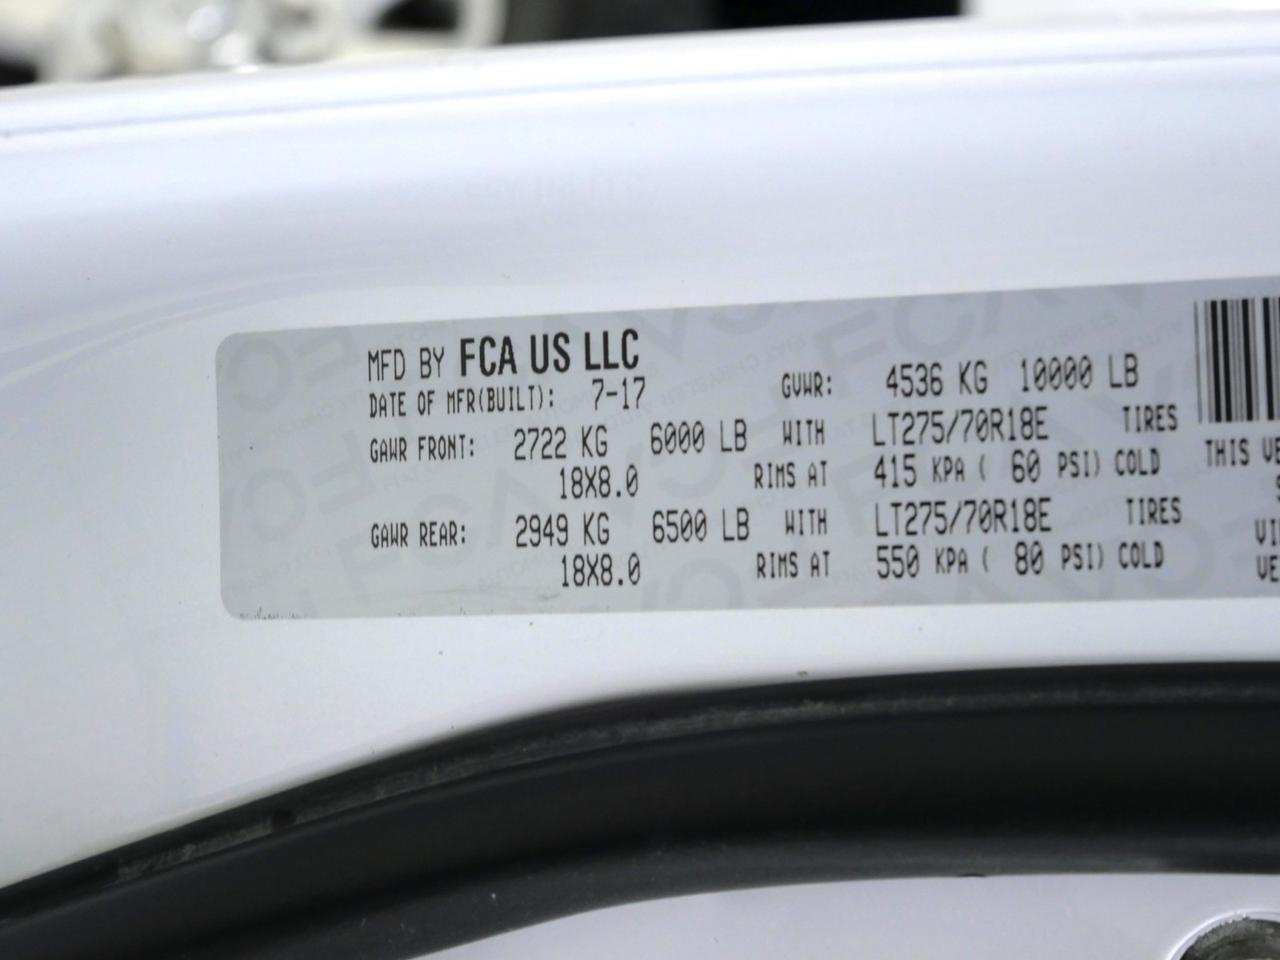 MFD BY FCA US LLC
DATE OF MFR(BUILT): 7-17 GVWR: 4536 KG 10000 LB
GAWR FRONT: 2722 KG 6000 LB WITH LT275/70R18E TIRES
18X8.0 RIMS AT 415 KPA ( 60 PSI) COLD
GAWR REAR: 2949 KG 6500 LB WITH LT275/70R18E TIRES
18X8.0 RIMS AT 550 KPA ( 80 PSI) COLD
THIS